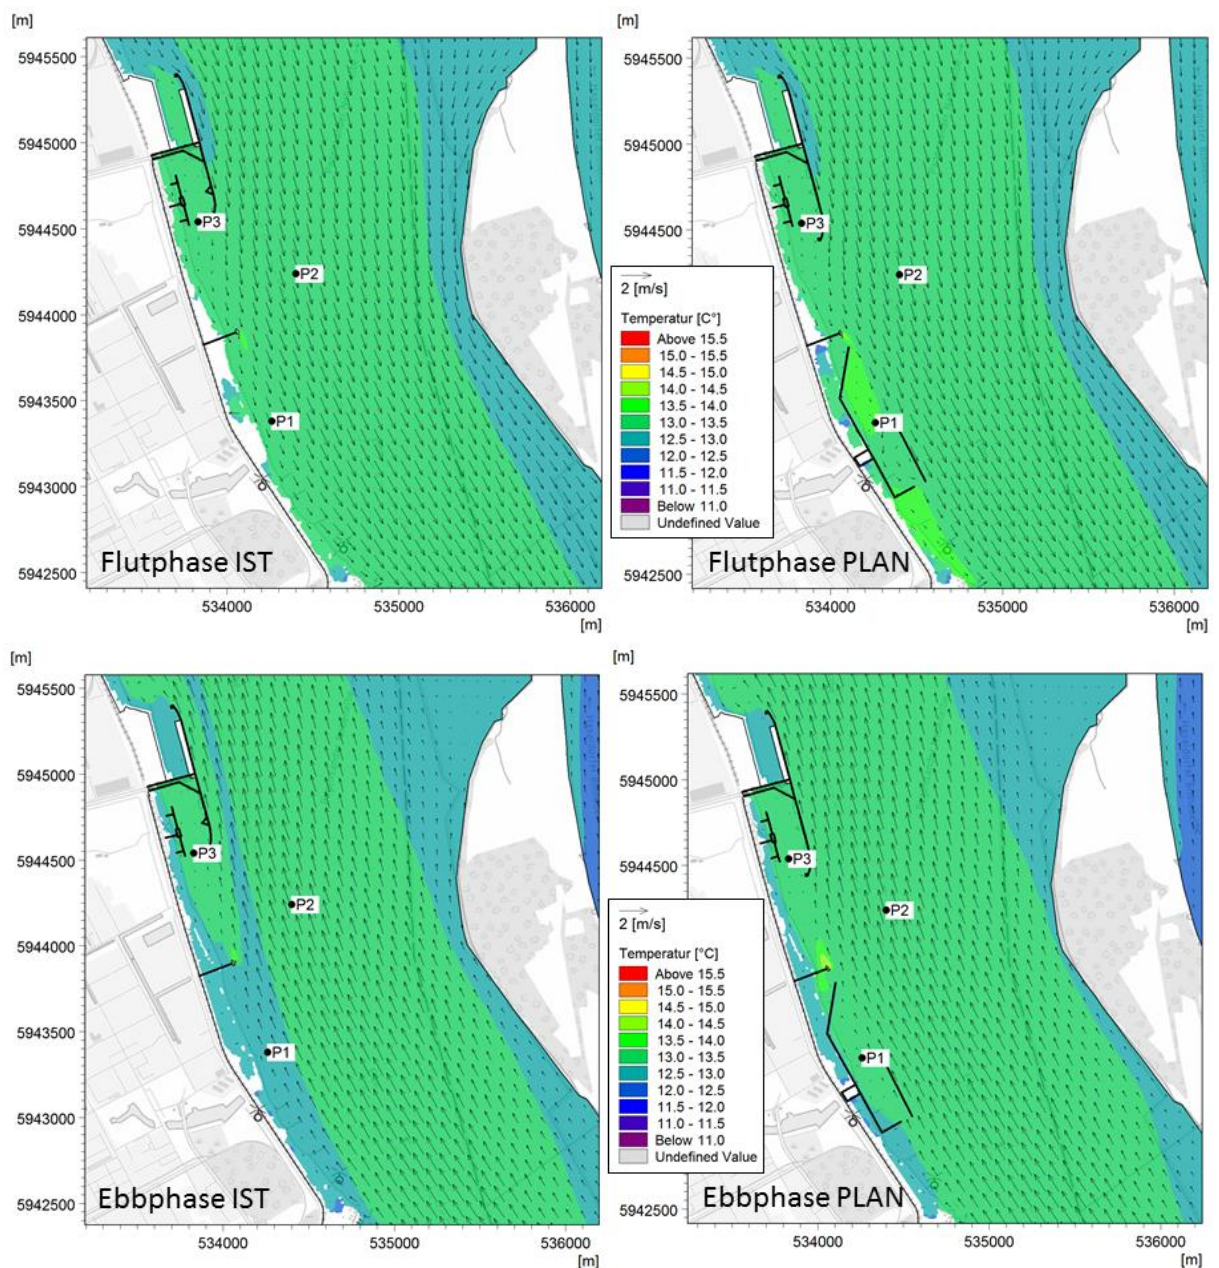 [m]
[m]
5945500
5945000
5944500
5944000
5943500
5943000
5942500
P3
P2
P1
Flutphase IST
534000
535000
536000
[m]
5945500
5945000
5944500
5944000
5943500
5943000
5942500
P3
P2
P1
Flutphase PLAN
534000
535000
536000
[m]
2 [m/s]
Temperatur [C°]
Above 15.5
15.0 - 15.5
14.5 - 15.0
14.0 - 14.5
13.5 - 14.0
13.0 - 13.5
12.5 - 13.0
12.0 - 12.5
11.5 - 12.0
11.0 - 11.5
Below 11.0
Undefined Value
[m]
[m]
5945500
5945000
5944500
5944000
5943500
5943000
5942500
P3
P2
P1
Ebbphase IST
534000
535000
536000
[m]
5945500
5945000
5944500
5944000
5943500
5943000
5942500
P3
P2
P1
Ebbphase PLAN
534000
535000
536000
[m]
2 [m/s]
Temperatur [°C]
Above 15.5
15.0 - 15.5
14.5 - 15.0
14.0 - 14.5
13.5 - 14.0
13.0 - 13.5
12.5 - 13.0
12.0 - 12.5
11.5 - 12.0
11.0 - 11.5
Below 11.0
Undefined Value